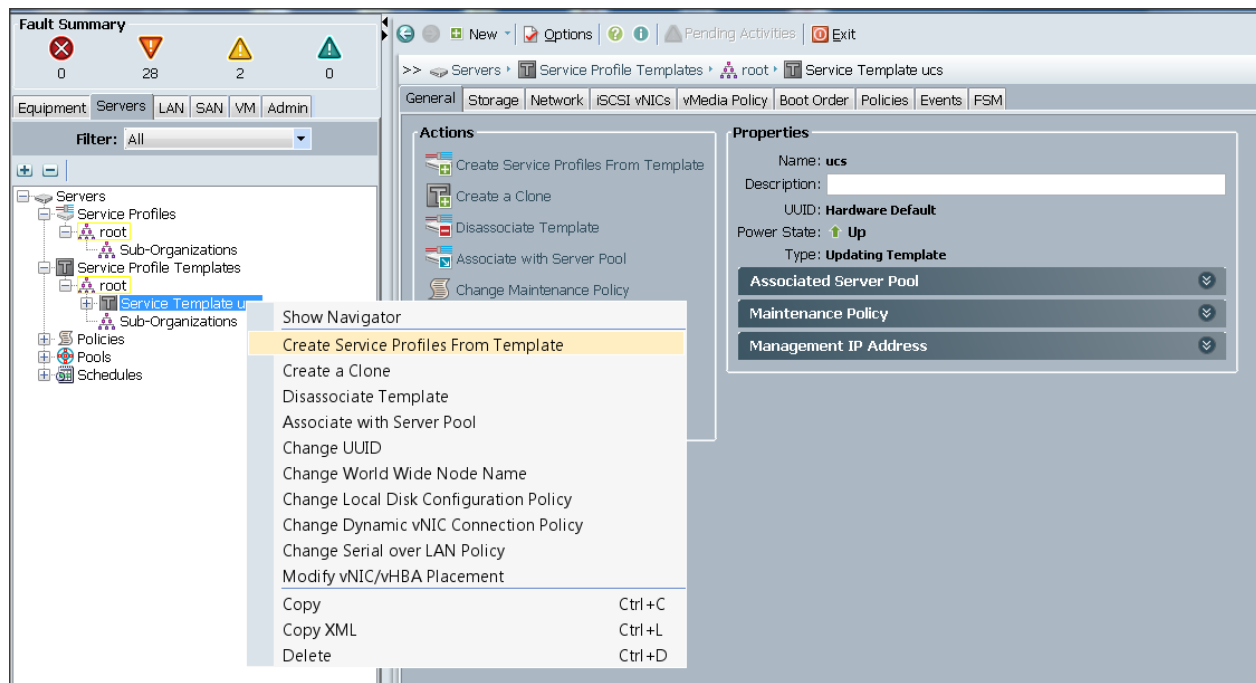 Fault Summary
0 28 2 0
Equipment Servers LAN SAN VM Admin
Filter: All
Servers
Service Profiles
root
Sub-Organizations
Service Profile Templates
root
Service Template u
Sub-Organizations
Policies
Pools
Schedules
New Options Pending Activities Exit
>> Servers Service Profile Templates root Service Template ucs
General Storage Network iSCSI vNICs vMedia Policy Boot Order Policies Events FSM
Actions
Create Service Profiles From Template
Create a Clone
Disassociate Template
Associate with Server Pool
Change Maintenance Policy
Properties
Name: ucs
Description:
UUID: Hardware Default
Power State: Up
Type: Updating Template
Associated Server Pool
Maintenance Policy
Management IP Address
Show Navigator
Create Service Profiles From Template
Create a Clone
Disassociate Template
Associate with Server Pool
Change UUID
Change World Wide Node Name
Change Local Disk Configuration Policy
Change Dynamic vNIC Connection Policy
Change Serial over LAN Policy
Modify vNIC/vHBA Placement
Copy Ctrl+C
Copy XML Ctrl+L
Delete Ctrl+D